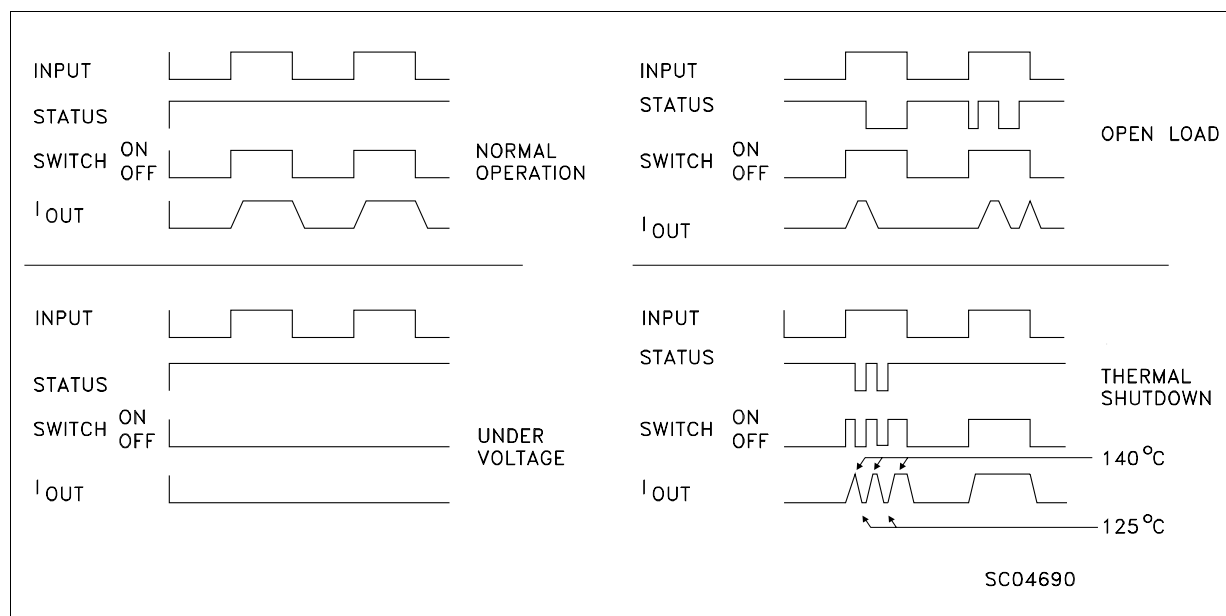 INPUT
STATUS
SWITCH ON
OFF
I OUT
NORMAL
OPERATION
INPUT
STATUS
SWITCH ON
OFF
I OUT
OPEN LOAD
INPUT
STATUS
SWITCH ON
OFF
I OUT
UNDER
VOLTAGE
INPUT
STATUS
SWITCH ON
OFF
I OUT
THERMAL
SHUTDOWN
140 °C
125 °C
SC04690